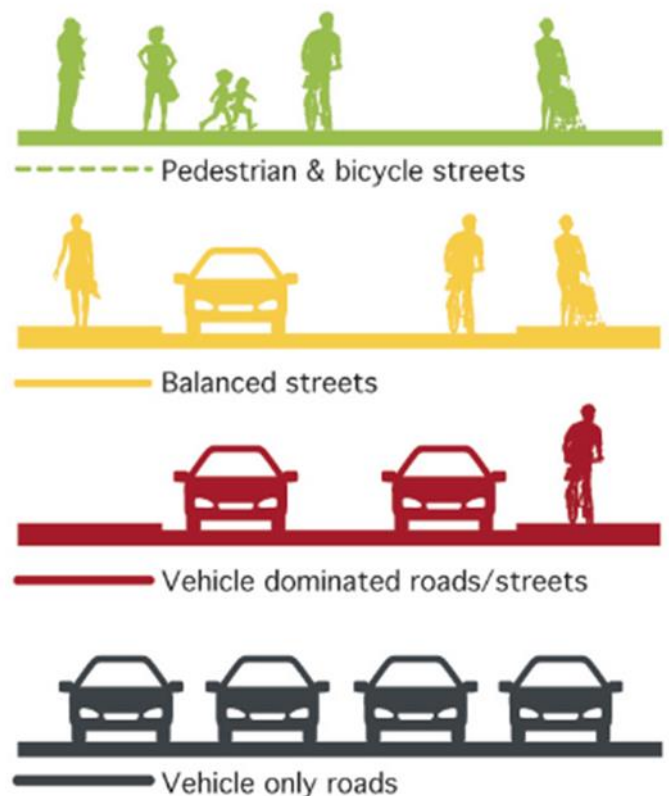 Pedestrian & bicycle streets
Balanced streets
Vehicle dominated roads/streets
Vehicle only roads